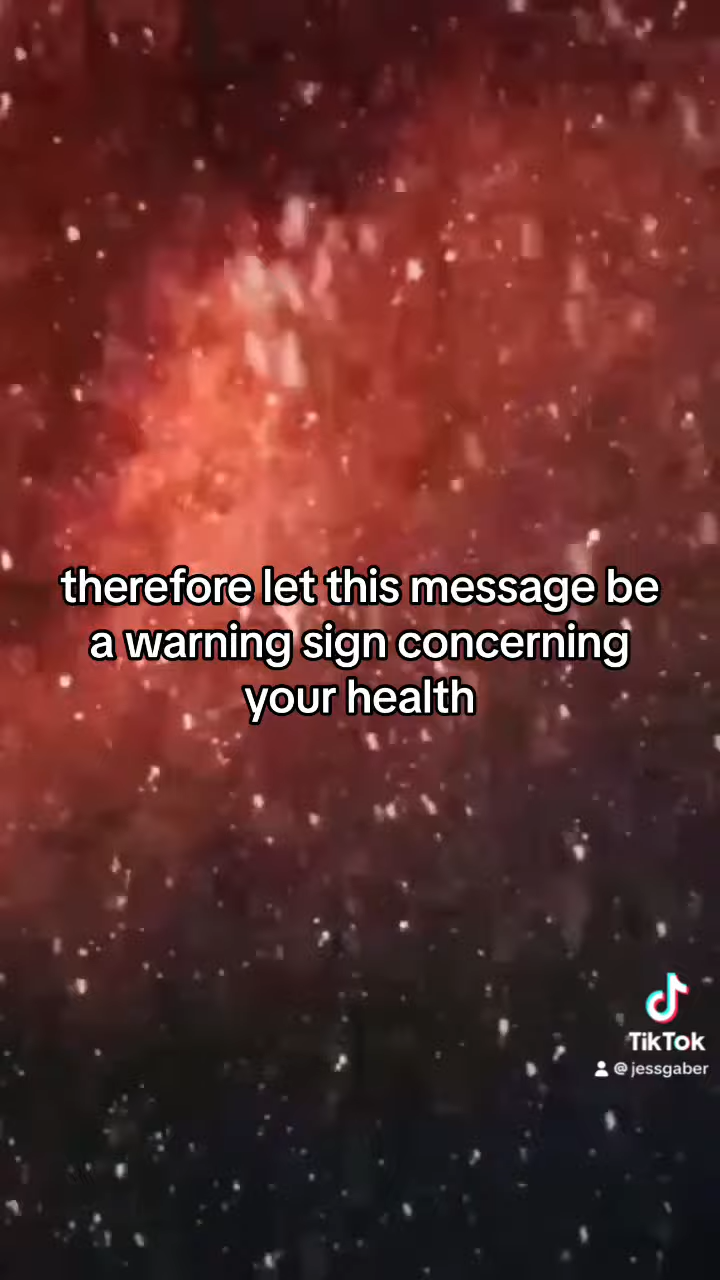 therefore let this message be
a warning sign concerning
your health
TikTok
@jessgaber